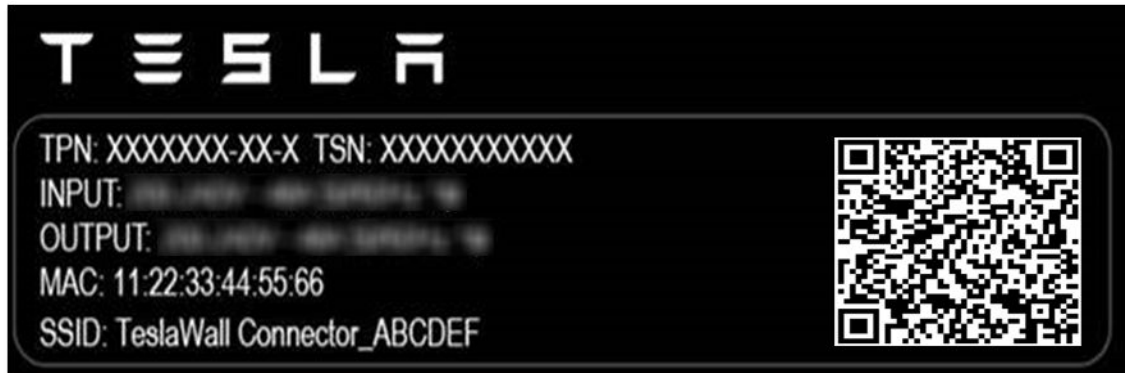 TESLA
TPN: XXXXXXX-XX-X TSN: XXXXXXXXXXX
INPUT:
OUTPUT:
MAC: 11:22:33:44:55:66
SSID: TeslaWall Connector_ABCDEF